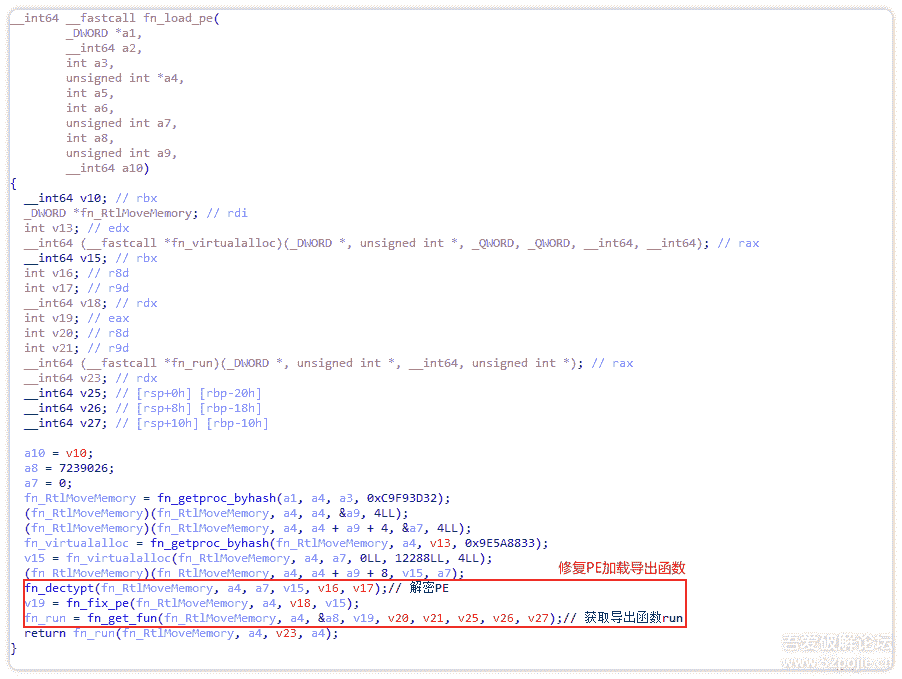 __int64 __fastcall fn_load_pe(
_DWORD *a1,
__int64 a2,
int a3,
unsigned int *a4,
int a5,
int a6,
unsigned int a7,
int a8,
unsigned int a9,
__int64 a10)
{
__int64 v10; // rbx
_DWORD *fn_RtlMoveMemory; // rdi
int v13; // edx
__int64 (__fastcall *fn_virtualalloc)(_DWORD *, unsigned int *, _QWORD, _QWORD, __int64, __int64); // rax
__int64 v15; // rbx
int v16; // r8d
int v17; // r9d
__int64 v18; // rdx
int v19; // eax
int v20; // r8d
int v21; // r9d
__int64 (__fastcall *fn_run)(_DWORD *, unsigned int *, __int64, unsigned int *); // rax
__int64 v23; // rdx
__int64 v25; // [rsp+0h] [rbp-20h]
__int64 v26; // [rsp+8h] [rbp-18h]
__int64 v27; // [rsp+10h] [rbp-10h]
a10 = v10;
a8 = 7239026;
a7 = 0;
fn_RtlMoveMemory = fn_getproc_byhash(a1, a4, a3, 0xC9F93D32);
(fn_RtlMoveMemory)(fn_RtlMoveMemory, a4, a4, &a9, 4LL);
(fn_RtlMoveMemory)(fn_RtlMoveMemory, a4, a4 + a9 + 4, &a7, 4LL);
fn_virtualalloc = fn_getproc_byhash(fn_RtlMoveMemory, a4, v13, 0x9E5A8833);
v15 = fn_virtualalloc(fn_RtlMoveMemory, a4, a7, 0LL, 12288LL, 4LL);
(fn_RtlMoveMemory)(fn_RtlMoveMemory, a4, a4 + a9 + 8, v15, a7);
修复PE加载导出函数
fn_dectypt(fn_RtlMoveMemory, a4, a7, v15, v16, v17);// 解密PE
v19 = fn_fix_pe(fn_RtlMoveMemory, a4, v18, v15);
fn_run = fn_get_fun(fn_RtlMoveMemory, a4, &a8, v19, v20, v21, v25, v26, v27);// 获取导出函数run
return fn_run(fn_RtlMoveMemory, a4, v23, a4);
}
吾爱破解论坛
www.52pojie.cn